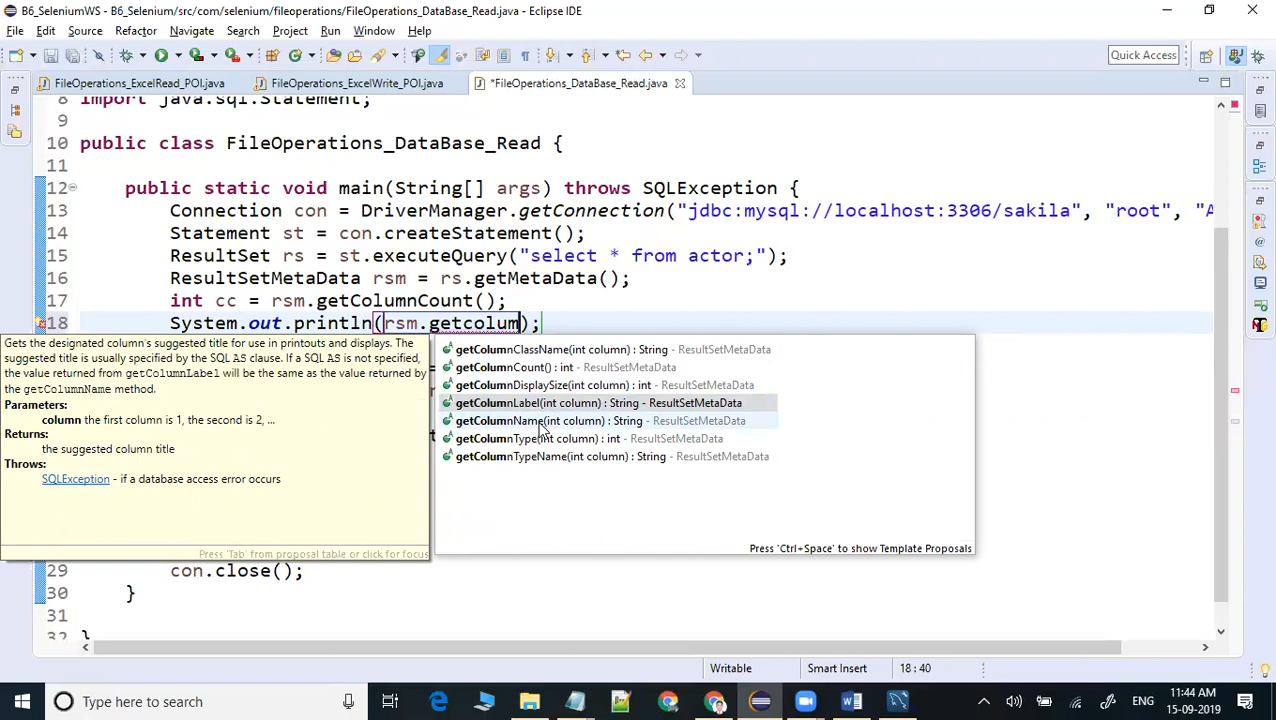 B6_SeleniumWS - B6_Selenium/src/com/selenium/fileoperations/FileOperations_DataBase_Read.java - Eclipse IDE
File Edit Source Refactor Navigate Search Project Run Window Help
Quick Access
FileOperations_ExcelRead_POI.java FileOperations_ExcelWrite_POI.java *FileOperations_DataBase_Read.java
8 import java.sql.Statement;
9
10 public class FileOperations_DataBase_Read {
11
12 public static void main(String[] args) throws SQLException {
13 Connection con = DriverManager.getConnection("jdbc:mysql://localhost:3306/sakila", "root", "A
14 Statement st = con.createStatement();
15 ResultSet rs = st.executeQuery("select * from actor;");
16 ResultSetMetaData rsm = rs.getMetaData();
17 int cc = rsm.getColumnCount();
18 System.out.println(rsm.getcolum);
Gets the designated column's suggested title for use in printouts and displays. The
suggested title is usually specified by the SQL AS clause. If a SQL AS is not specified,
the value returned from getColumnLabel will be the same as the value returned by
the getColumnName method.
Parameters:
column the first column is 1, the second is 2, ...
Returns:
the suggested column title
Throws:
SQLException - if a database access error occurs
Press 'Tab' from proposal table or click for focus
getColumnClassName(int column) : String - ResultSetMetaData
getColumnCount() : int - ResultSetMetaData
getColumnDisplaySize(int column) : int - ResultSetMetaData
getColumnLabel(int column) : String - ResultSetMetaData
getColumnName(int column) : String - ResultSetMetaData
getColumnType(int column) : int - ResultSetMetaData
getColumnTypeName(int column) : String - ResultSetMetaData
Press 'Ctrl+Space' to show Template Proposals
29 con.close();
30 }
31
32 }
Writable Smart Insert 18 : 40
Type here to search
ENG
11:44 AM
15-09-2019